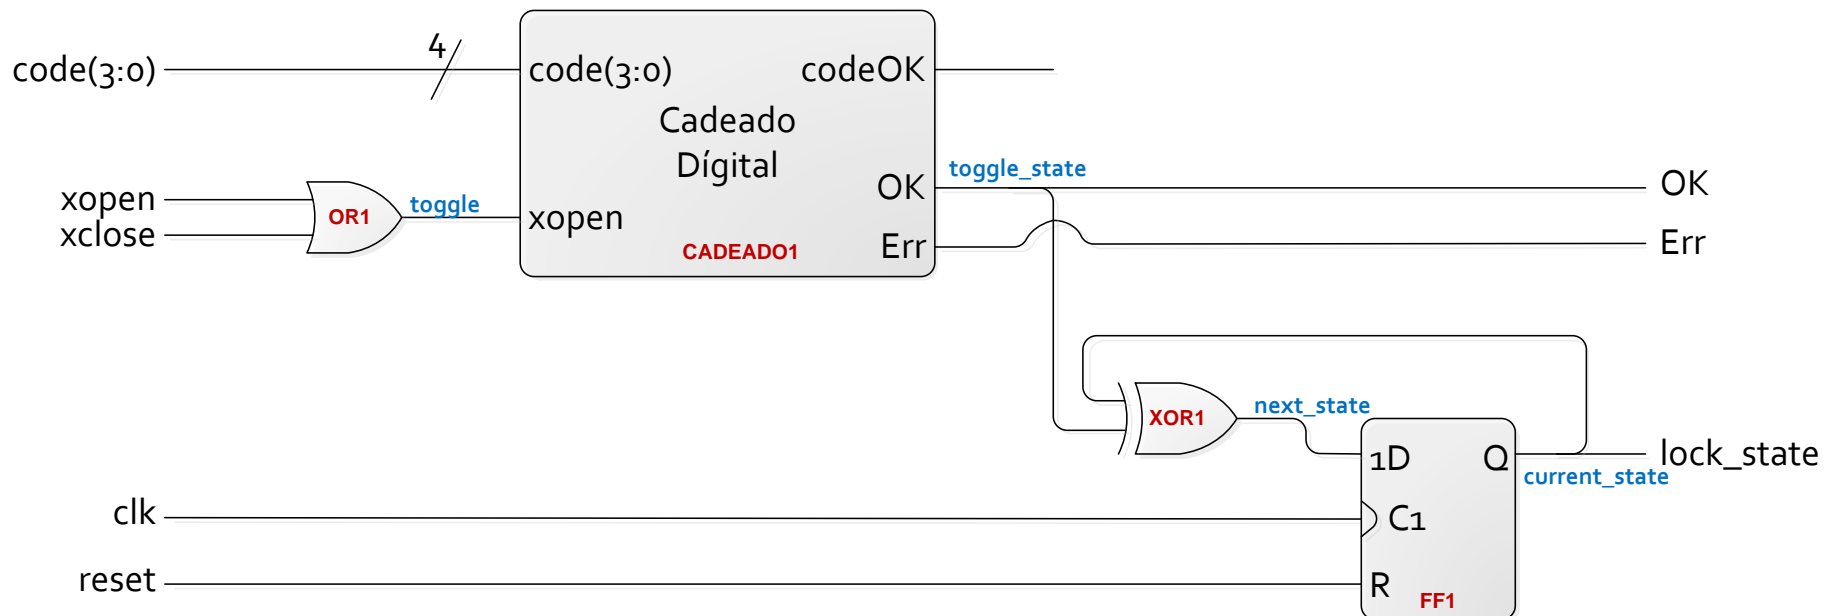 4
code(3:0)
code(3:0)
codeOK
Cadeado
Dígital
toggle_state
OK
OK
xopen
xclose
OR1
toggle
xopen
CADEADO1
Err
Err
XOR1
next_state
1D
Q
lock_state
current_state
clk
C1
reset
R
FF1